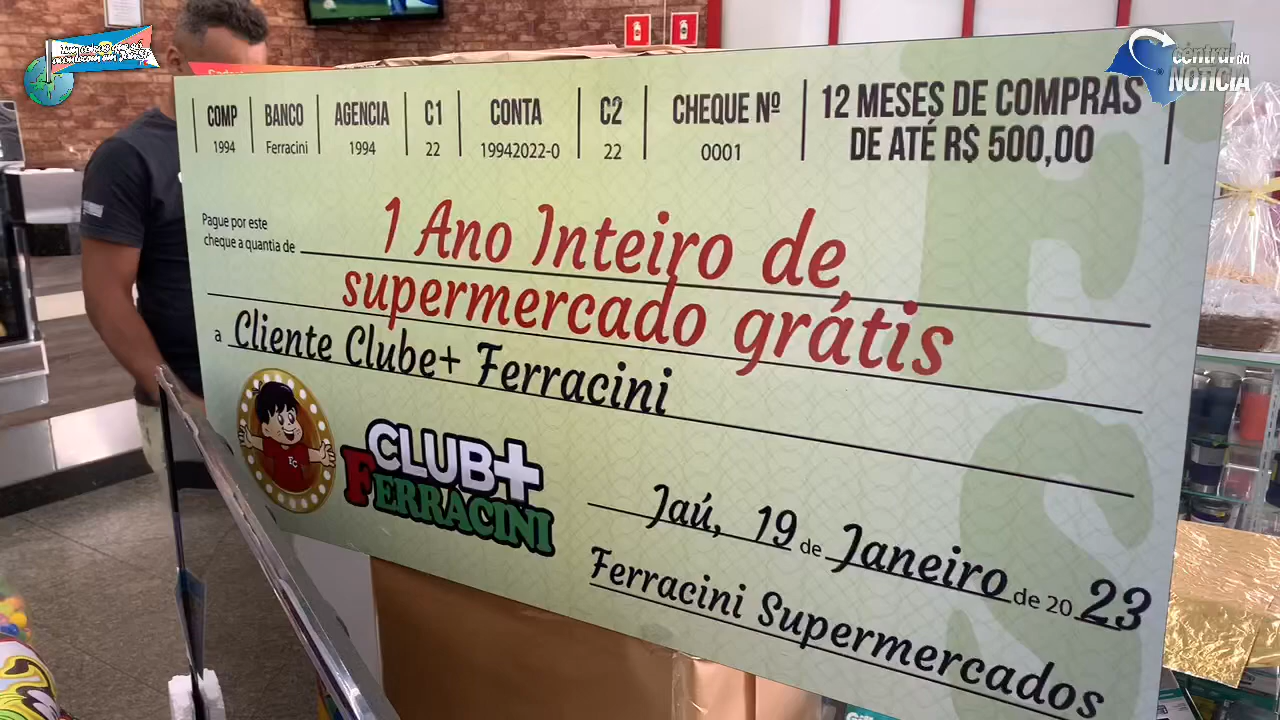 central da
NOTÍCIA
COMP BANCO AGENCIA C1 CONTA C2 CHEQUE Nº 12 MESES DE COMPRAS
1994 Ferracini 1994 22 19942022-0 22 0001 DE ATÉ R$ 500,00
Pague por este
cheque a quantia de 1 Ano Inteiro de
supermercado grátis
a Cliente Clube+ Ferracini
CLUB+
FERRACINI
Jaú, 19 de Janeiro de 20 23
Ferracini Supermercados